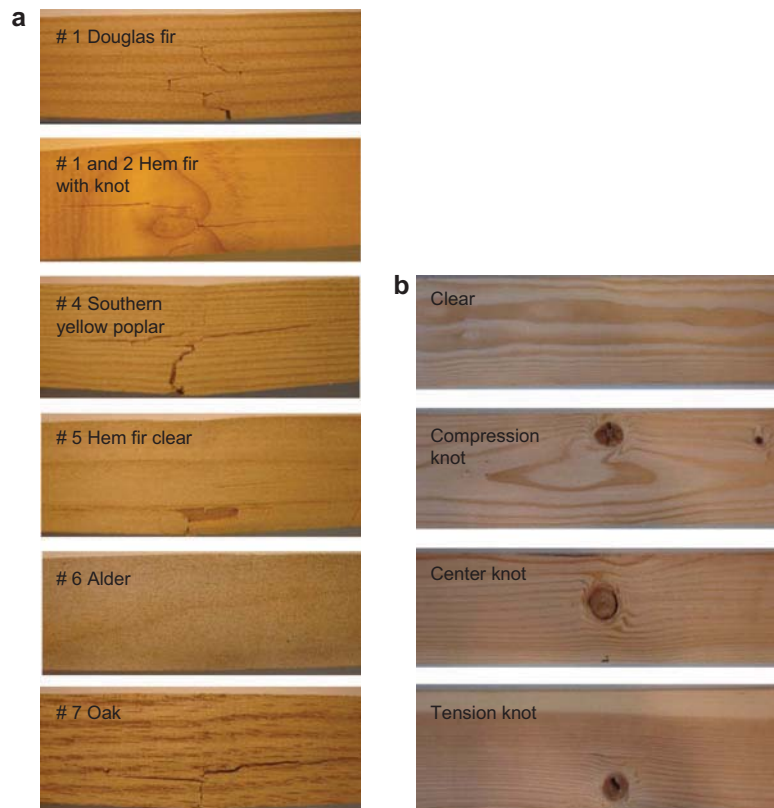 a
# 1 Douglas fir
# 1 and 2 Hem fir
with knot
# 4 Southern
yellow poplar
# 5 Hem fir clear
# 6 Alder
# 7 Oak
b
Clear
Compression
knot
Center knot
Tension knot